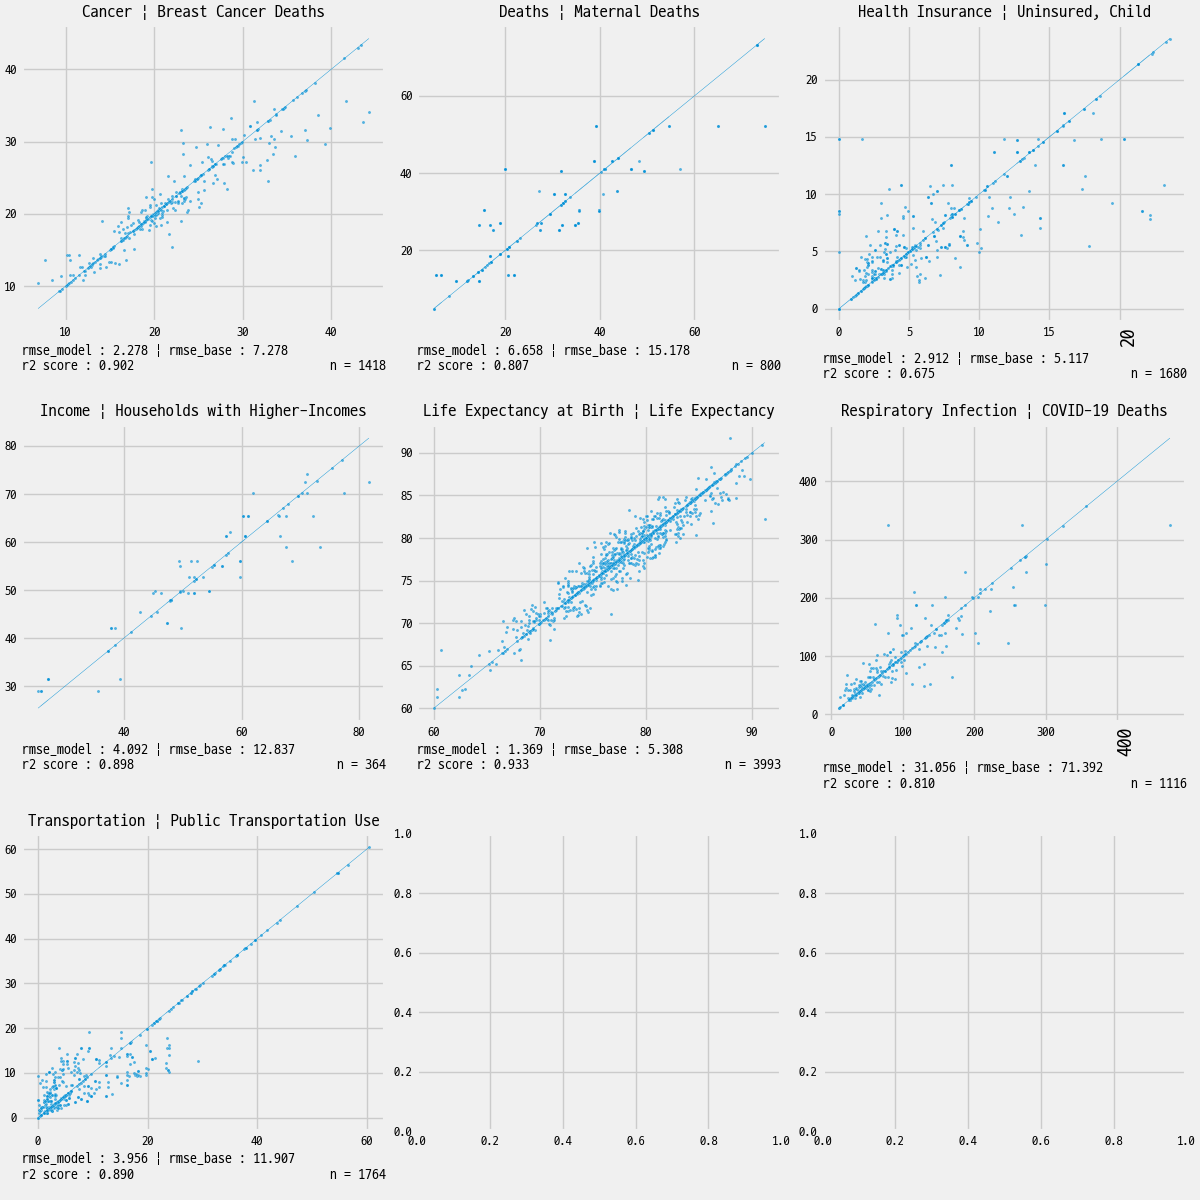 Cancer ¦ Breast Cancer Deaths
40
30
20
10
10 20 30 40
rmse_model : 2.278 ¦ rmse_base : 7.278
r2 score : 0.902
n = 1418
Deaths ¦ Maternal Deaths
60
40
20
20 40 60
rmse_model : 6.658 ¦ rmse_base : 15.178
r2 score : 0.807
n = 800
Health Insurance ¦ Uninsured, Child
20
15
10
5
0
0 5 10 15 20
rmse_model : 2.912 ¦ rmse_base : 5.117
r2 score : 0.675
n = 1680
Income ¦ Households with Higher-Incomes
80
70
60
50
40
30
40 60 80
rmse_model : 4.092 ¦ rmse_base : 12.837
r2 score : 0.898
n = 364
Life Expectancy at Birth ¦ Life Expectancy
90
85
80
75
70
65
60
60 70 80 90
rmse_model : 1.369 ¦ rmse_base : 5.308
r2 score : 0.933
n = 3993
Respiratory Infection ¦ COVID-19 Deaths
400
300
200
100
0
0 100 200 300 400
rmse_model : 31.056 ¦ rmse_base : 71.392
r2 score : 0.810
n = 1116
Transportation ¦ Public Transportation Use
60
50
40
30
20
10
0
0 20 40 60
rmse_model : 3.956 ¦ rmse_base : 11.907
r2 score : 0.890
n = 1764
1.0
0.8
0.6
0.4
0.2
0.0
0.0 0.2 0.4 0.6 0.8 1.0
1.0
0.8
0.6
0.4
0.2
0.0
0.0 0.2 0.4 0.6 0.8 1.0